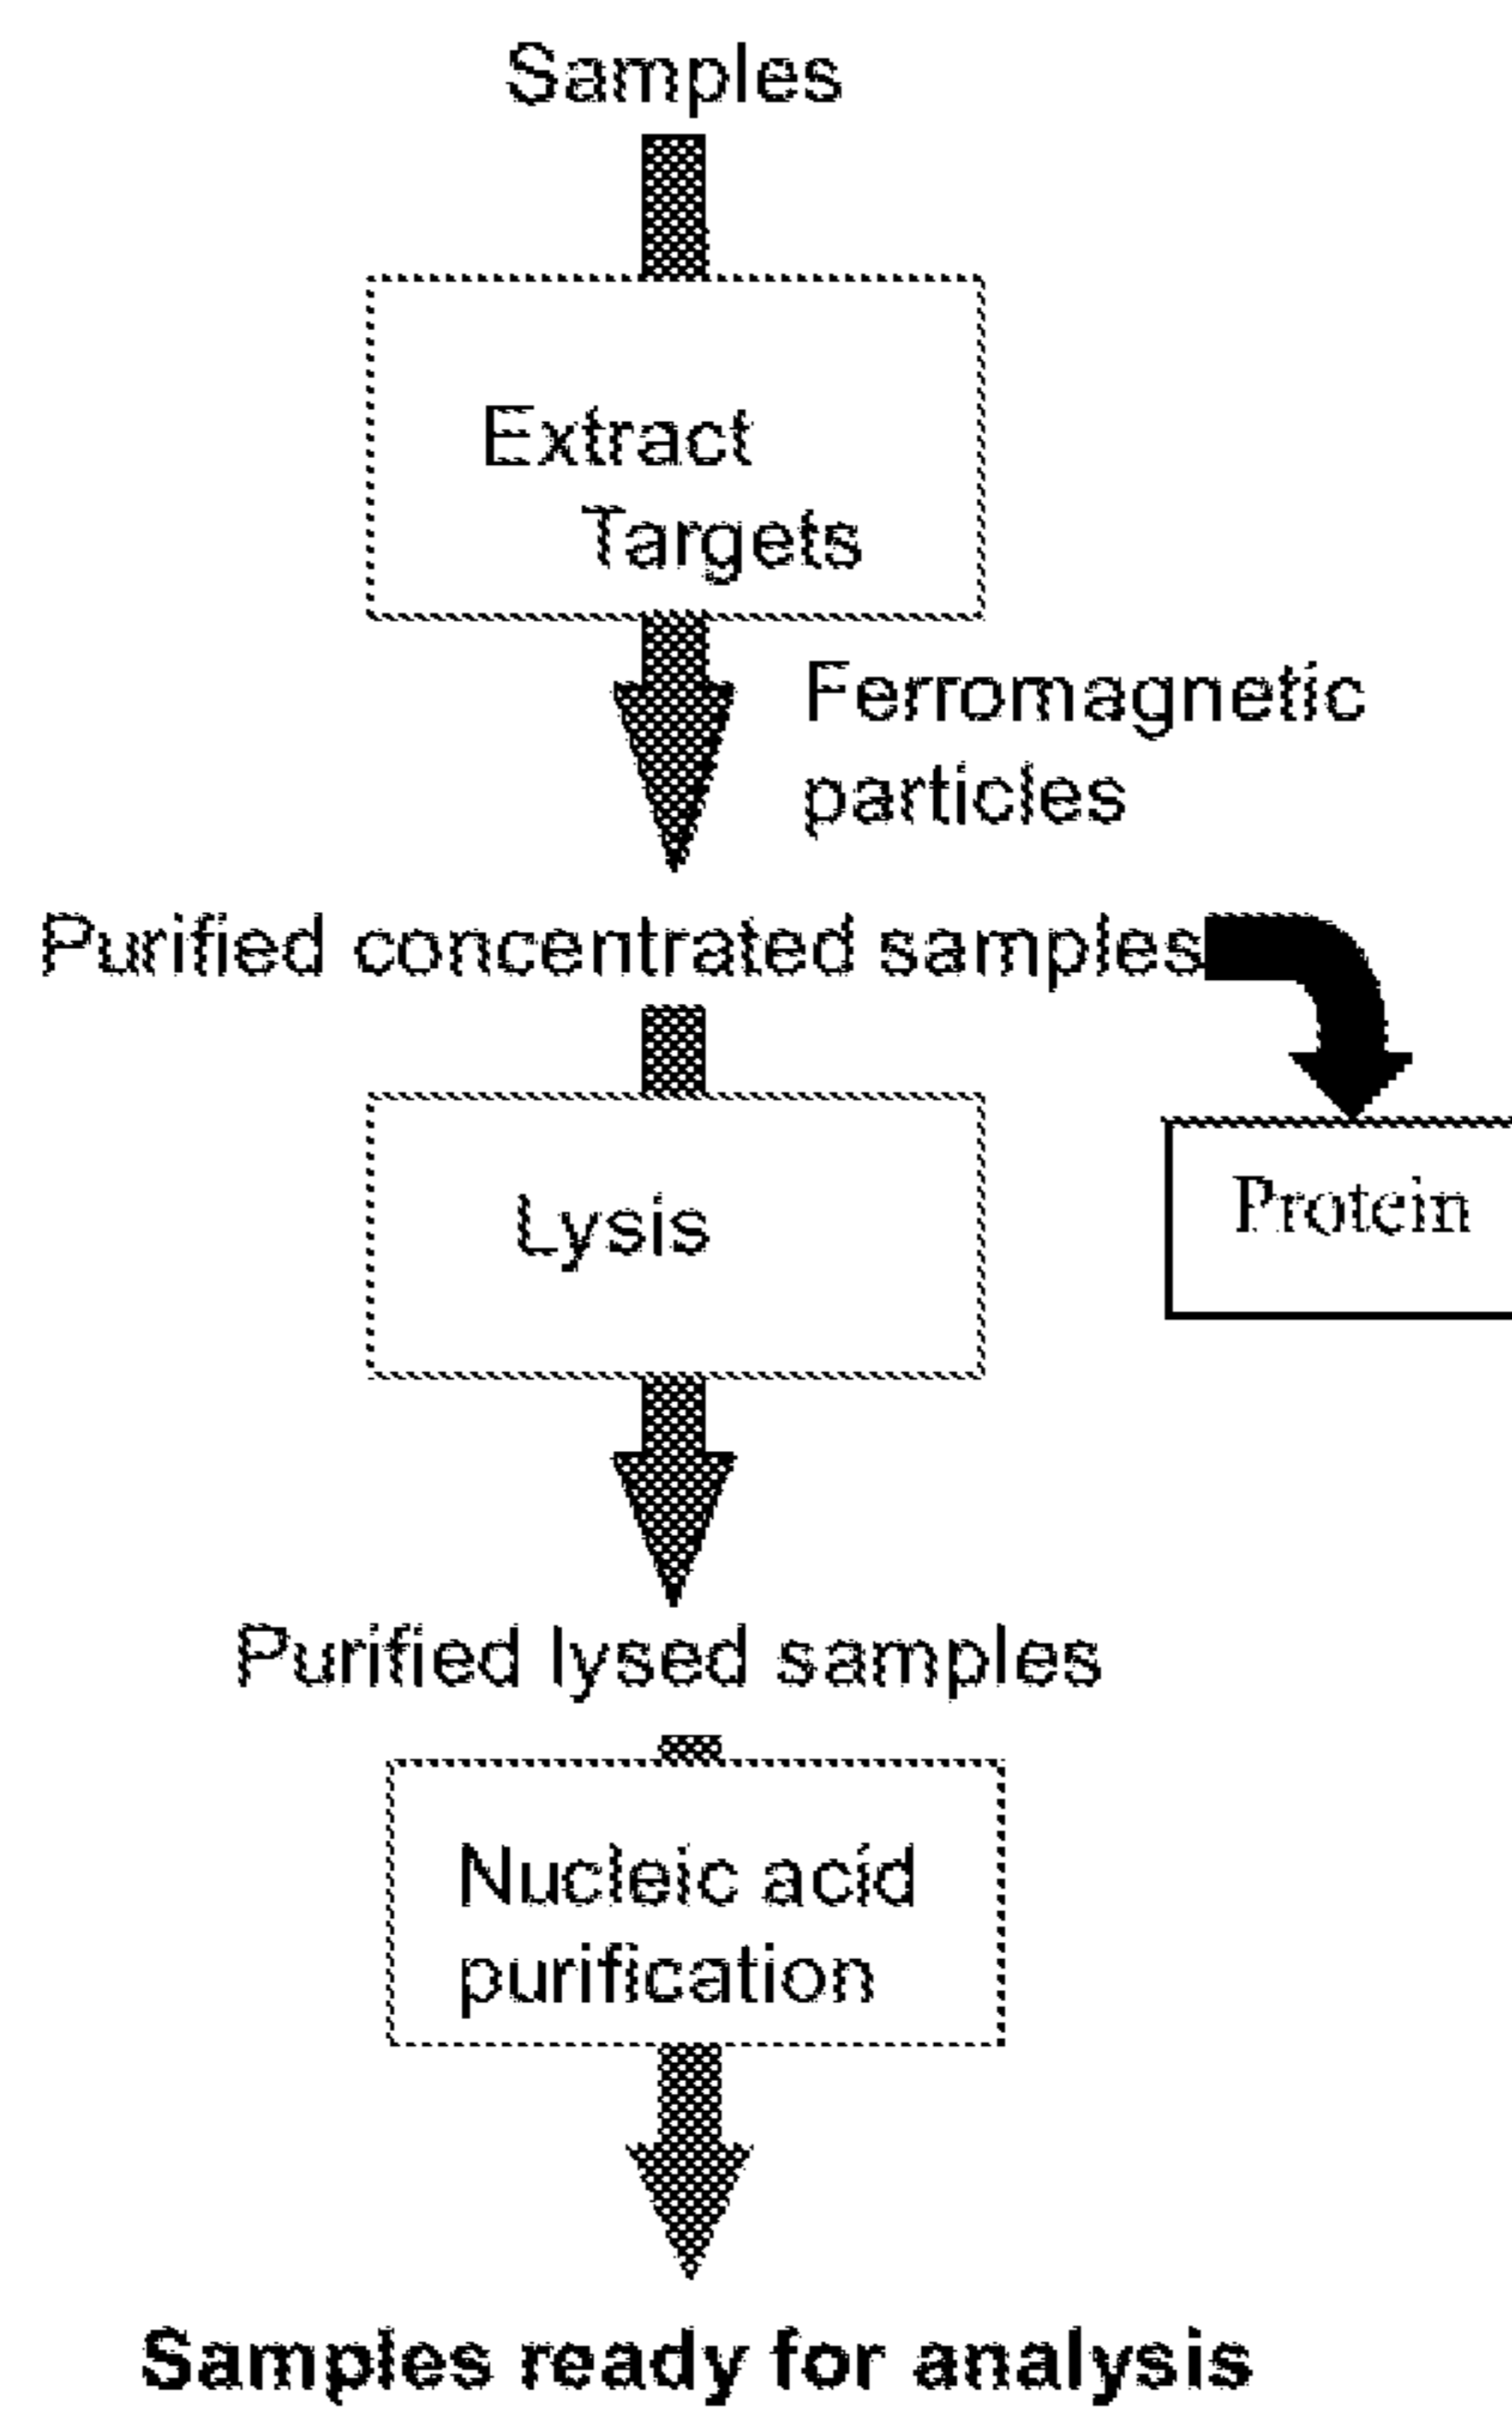 Samples
Extract
Targets
Ferromagnetic
particles
Purified concentrated samples
Protein
Lysis
Purified lysed samples
Nucleic acid
purification
Samples ready for analysis